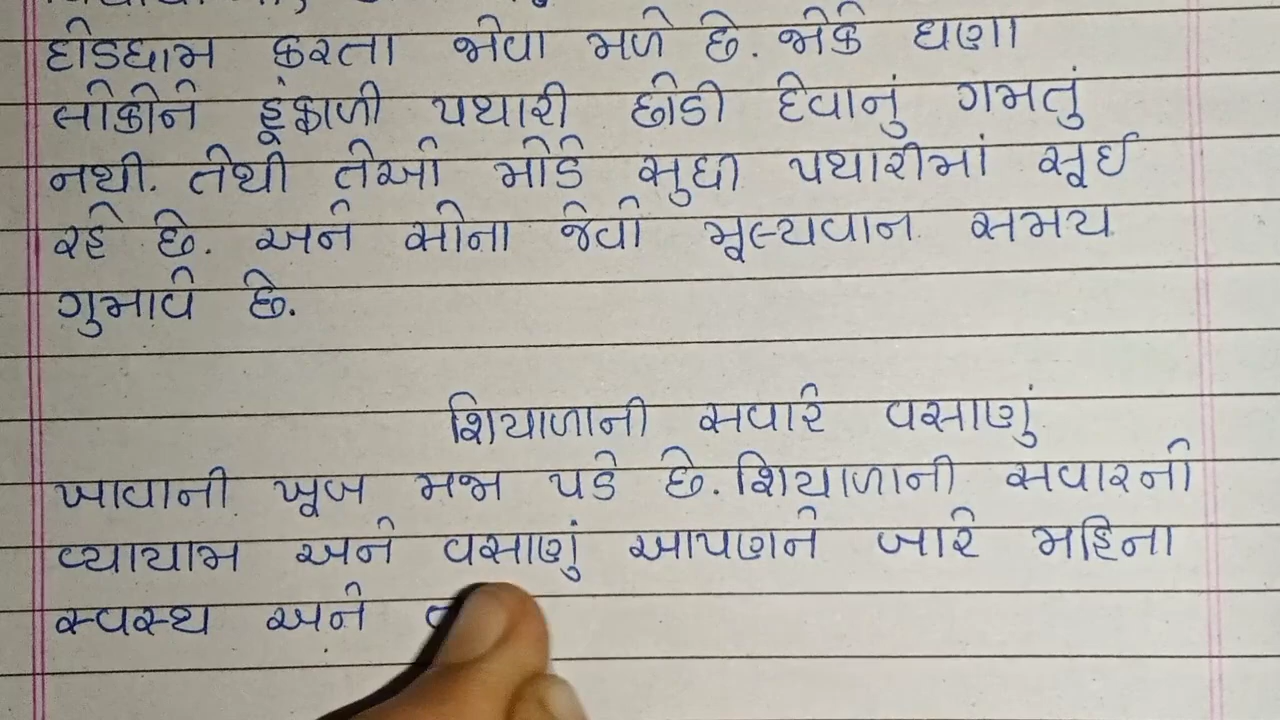 દોડધામ કરતા જોવા મળે છે. જોકે ઘણા
લોકોને હૂંફાળી પથારી છોડી દેવાનું ગમતું
નથી. તેથી તેઓ મોડે સુધી પથારીમાં સૂઈ
રહે છે. અને સોના જેવો મૂલ્યવાન સમય
ગુમાવે છે.
શિયાળાની સવારે વસાણું
ખાવાની ખૂબ મજા પડે છે. શિયાળાની સવારનો
વ્યાયામ અને વસાણું આપણને બારે મહિના
સ્વસ્થ અને